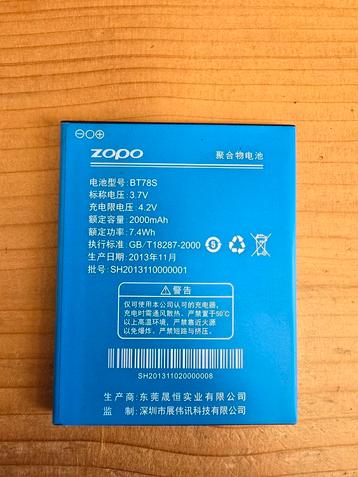 ZOPO
聚合物电池
电池型号: BT78S
标称电压: 3.7V
充电限电压: 4.2V
额定容量: 2000mAh
额定功率: 7.4Wh
执行标准: GB/T18287-2000
生产日期: 2013年11月
批号: SH2013110000001
警告
仅可使用本公司认可的充电器,
充电时需通风散热, 严禁置于50℃
以上高温环境, 严禁靠近火源
以免爆炸, 严禁短路与挤压.
SH201311020000008
生产商: 东莞晟恒实业有限公司
监 制: 深圳市展伟讯科技有限公司